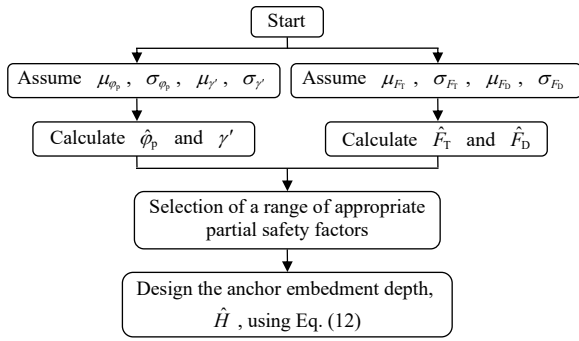 Start
Assume μ_φp , σ_φp , μ_γ′ , σ_γ′
Assume μ_FT , σ_FT , μ_FD , σ_FD
Calculate φ̂p and γ′
Calculate F̂T and F̂D
Selection of a range of appropriate
partial safety factors
Design the anchor embedment depth,
Ĥ , using Eq. (12)